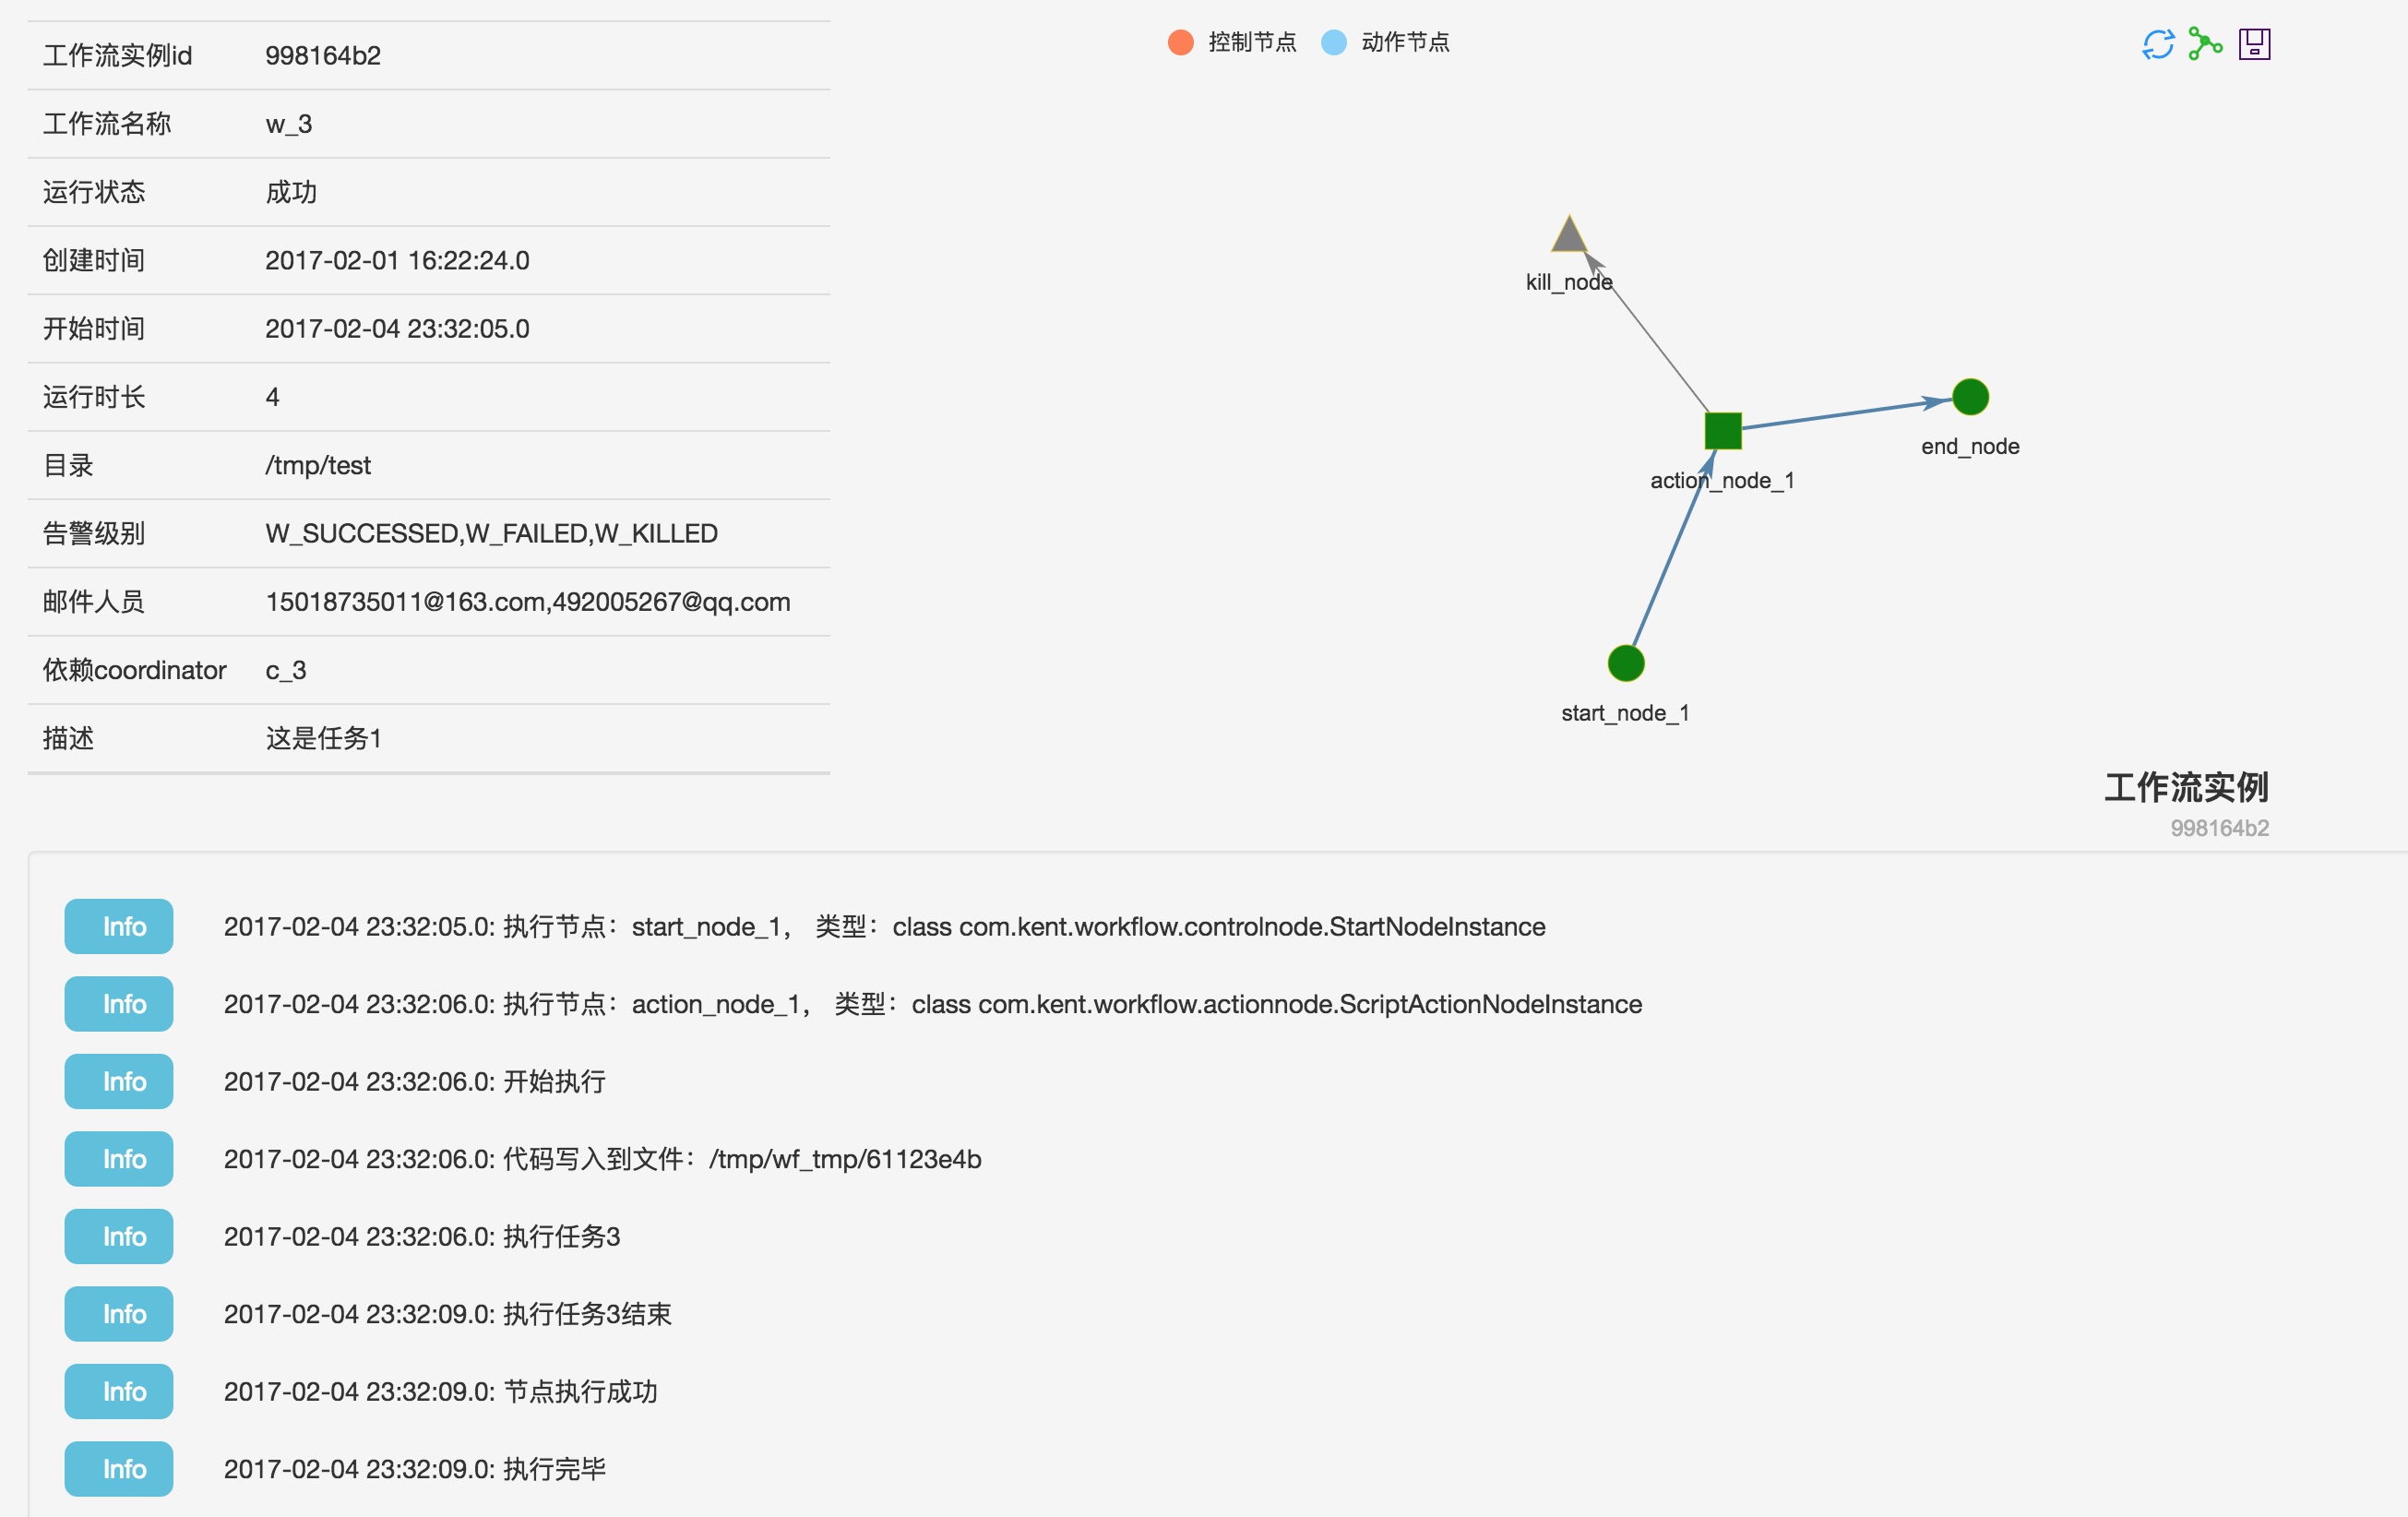 工作流实例id 998164b2
工作流名称 w_3
运行状态 成功
创建时间 2017-02-01 16:22:24.0
开始时间 2017-02-04 23:32:05.0
运行时长 4
目录 /tmp/test
告警级别 W_SUCCESSED,W_FAILED,W_KILLED
邮件人员 15018735011@163.com,492005267@qq.com
依赖coordinator c_3
描述 这是任务1
控制节点 动作节点
kill_node
end_node
action_node_1
start_node_1
工作流实例
998164b2
Info 2017-02-04 23:32:05.0: 执行节点：start_node_1， 类型：class com.kent.workflow.controlnode.StartNodeInstance
Info 2017-02-04 23:32:06.0: 执行节点：action_node_1， 类型：class com.kent.workflow.actionnode.ScriptActionNodeInstance
Info 2017-02-04 23:32:06.0: 开始执行
Info 2017-02-04 23:32:06.0: 代码写入到文件：/tmp/wf_tmp/61123e4b
Info 2017-02-04 23:32:06.0: 执行任务3
Info 2017-02-04 23:32:09.0: 执行任务3结束
Info 2017-02-04 23:32:09.0: 节点执行成功
Info 2017-02-04 23:32:09.0: 执行完毕